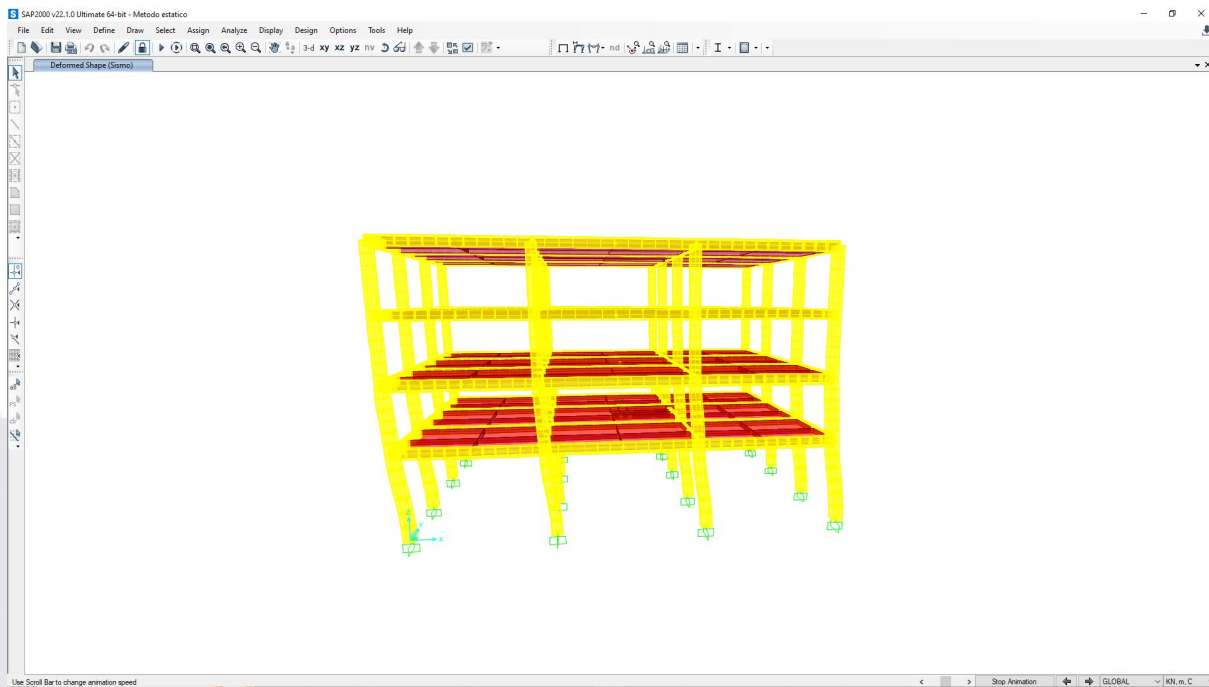 S SAP2000 v22.1.0 Ultimate 64-bit - Metodo estatico
File Edit View Define Draw Select Assign Graph Analyze Display Design Options Tools Help
3-d xy xz yz nv nd
Deformed Shape (Sismo)
Z
Y
X
Use Scroll Bar to change animation speed Stop Animation GLOBAL KN, m, C